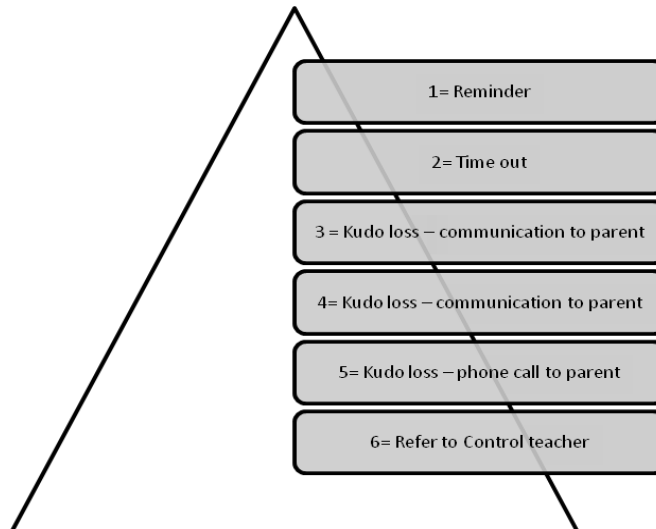 1= Reminder
2= Time out
3 = Kudo loss – communication to parent
4= Kudo loss – communication to parent
5= Kudo loss – phone call to parent
6= Refer to Control teacher